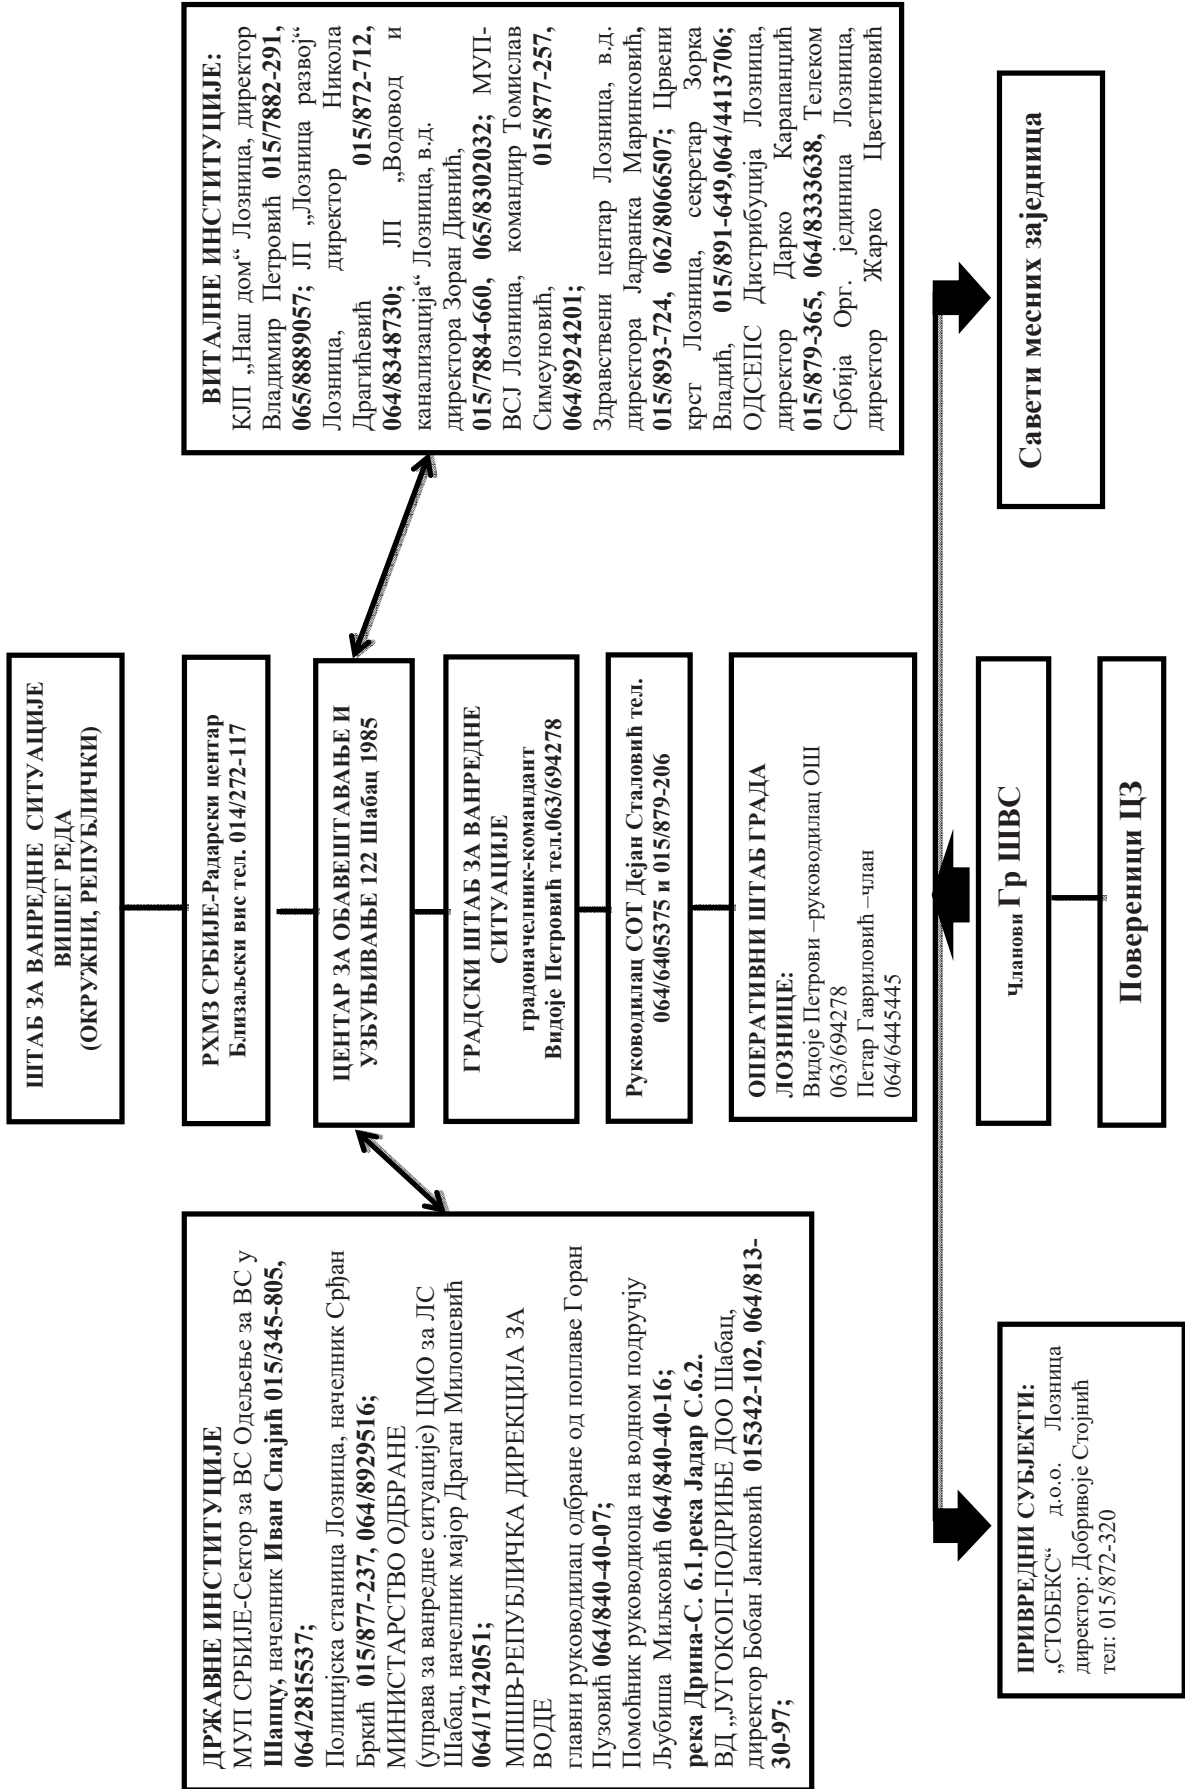 ШТАБ ЗА ВАНРЕДНЕ СИТУАЦИЈЕ
ВИШЕГ РЕДА
(ОКРУЖНИ, РЕПУБЛИЧКИ)
РХМЗ СРБИЈЕ-Радарски центар
Близаљски вис тел. 014/272-117
ЦЕНТАР ЗА ОБАВЕШТАВАЊЕ И
УЗБУЊИВАЊЕ 122 Шабац 1985
ГРАДСКИ ШТАБ ЗА ВАНРЕДНЕ
СИТУАЦИЈЕ
градоначелник-командант
Видоје Петровић тел.063/694278
Руководилац СОТ Дејан Сталовић тел.
064/6405375 и 015/879-206
ОПЕРАТИВНИ ШТАБ ГРАДА
ЛОЗНИЦЕ:
Видоје Петрови –руководилац ОШ
063/694278
Петар Гавриловић –члан
064/6445445
ДРЖАВНЕ ИНСТИТУЦИЈЕ
МУП СРБИЈЕ-Сектор за ВС Одељење за ВС у
Шапцу, начелник Иван Спајић 015/345-805,
064/2815537;
Полицијска станица Лозница, начелник Срђан
Бркић 015/877-237, 064/8929516;
МИНИСТАРСТВО ОДБРАНЕ
(управа за ванредне ситуације) ЦМО за ЛС
Шабац, начелник мајор Драган Милошевић
064/1742051;
МПШВ-РЕПУБЛИЧКА ДИРЕКЦИЈА ЗА
ВОДЕ
главни руководилац одбране од поплаве Горан
Пузовић 064/840-40-07;
Помоћник руководиоца на водном подручју
Љубиша Миљковић 064/840-40-16;
река Дрина-С. 6.1.река Јадар С.6.2.
ВД „ЈУГОКОП-ПОДРИЊЕ ДОО Шабац,
директор Бобан Јанковић 015342-102, 064/813-
30-97;
ВИТАЛНЕ ИНСТИТУЦИЈЕ:
КЈП „Наш дом“ Лозница, директор
Владимир Петровић 015/7882-291,
065/8889057; ЈП „Лозница развој“
Лозница, директор Никола
Драгићевић 015/872-712,
064/8348730; ЈП „Водовод и
канализација“ Лозница, в.д.
директора Зоран Дивнић,
015/7884-660, 065/8302032; МУП-
ВСЈ Лозница, командир Томислав
Симеуновић, 015/877-257,
064/8924201;
Здравствени центар Лозница, в.д.
директора Јадранка Маринковић,
015/893-724, 062/8066507; Црвени
крст Лозница, секретар Зорка
Владић, 015/891-649,064/4413706;
ОДСЕПС Дистрибуција Лозница,
директор Дарко Карапанџић
015/879-365, 064/8333638, Телеком
Србија Орг. јединица Лозница,
директор Жарко Цветиновић
ПРИВРЕДНИ СУБЈЕКТИ:
„СТОБЕКС“ д.о.о. Лозница
директор: Добривоје Стојнић
тел: 015/872-320
Чланови Гр ШВС
Повереници ЦЗ
Савети месних заједница